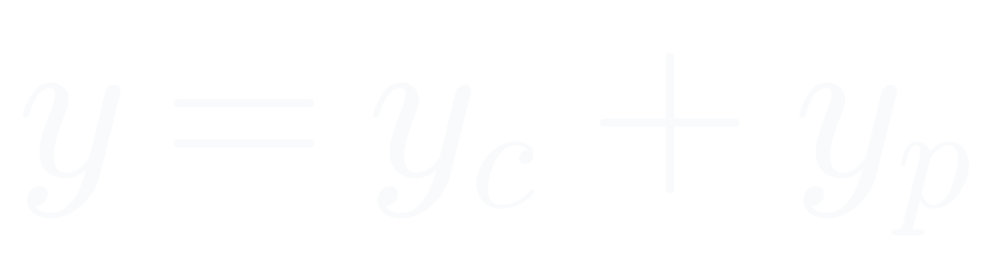 y = y_c + y_p